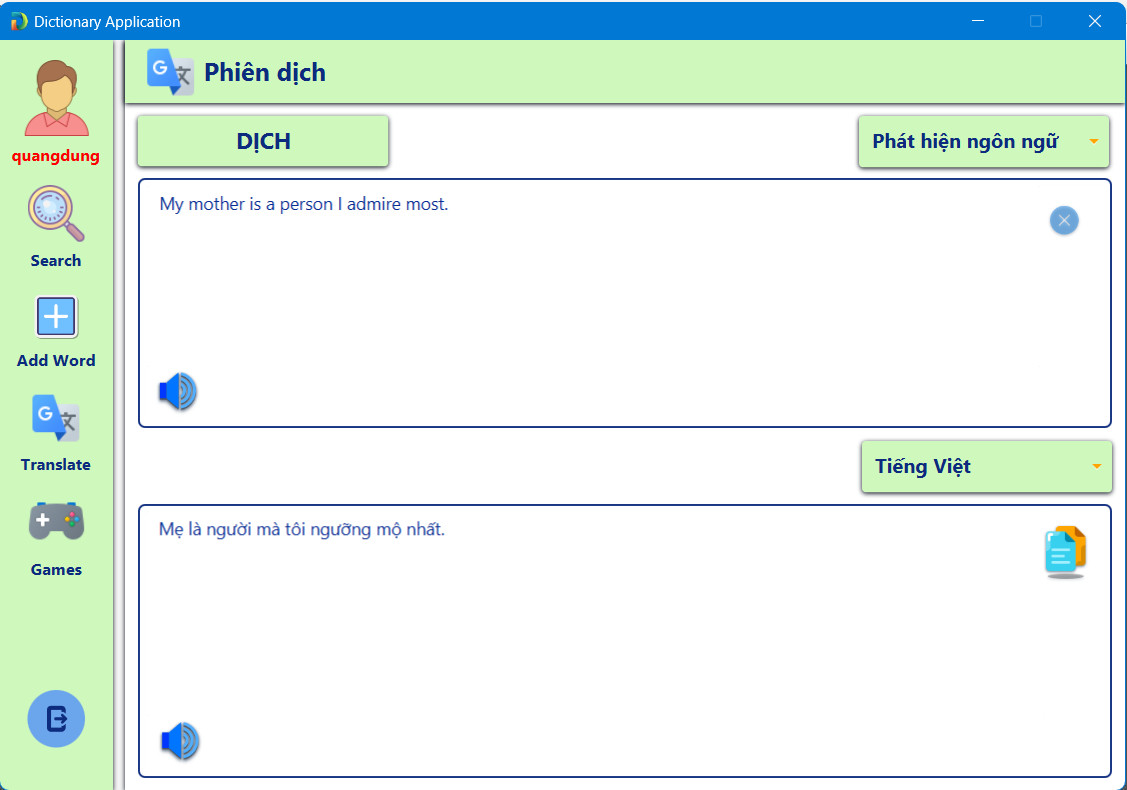 Dictionary Application
quangdung
Search
Add Word
Translate
Games
G 文
Phiên dịch
DỊCH
Phát hiện ngôn ngữ
My mother is a person I admire most.
Tiếng Việt
Mẹ là người mà tôi ngưỡng mộ nhất.